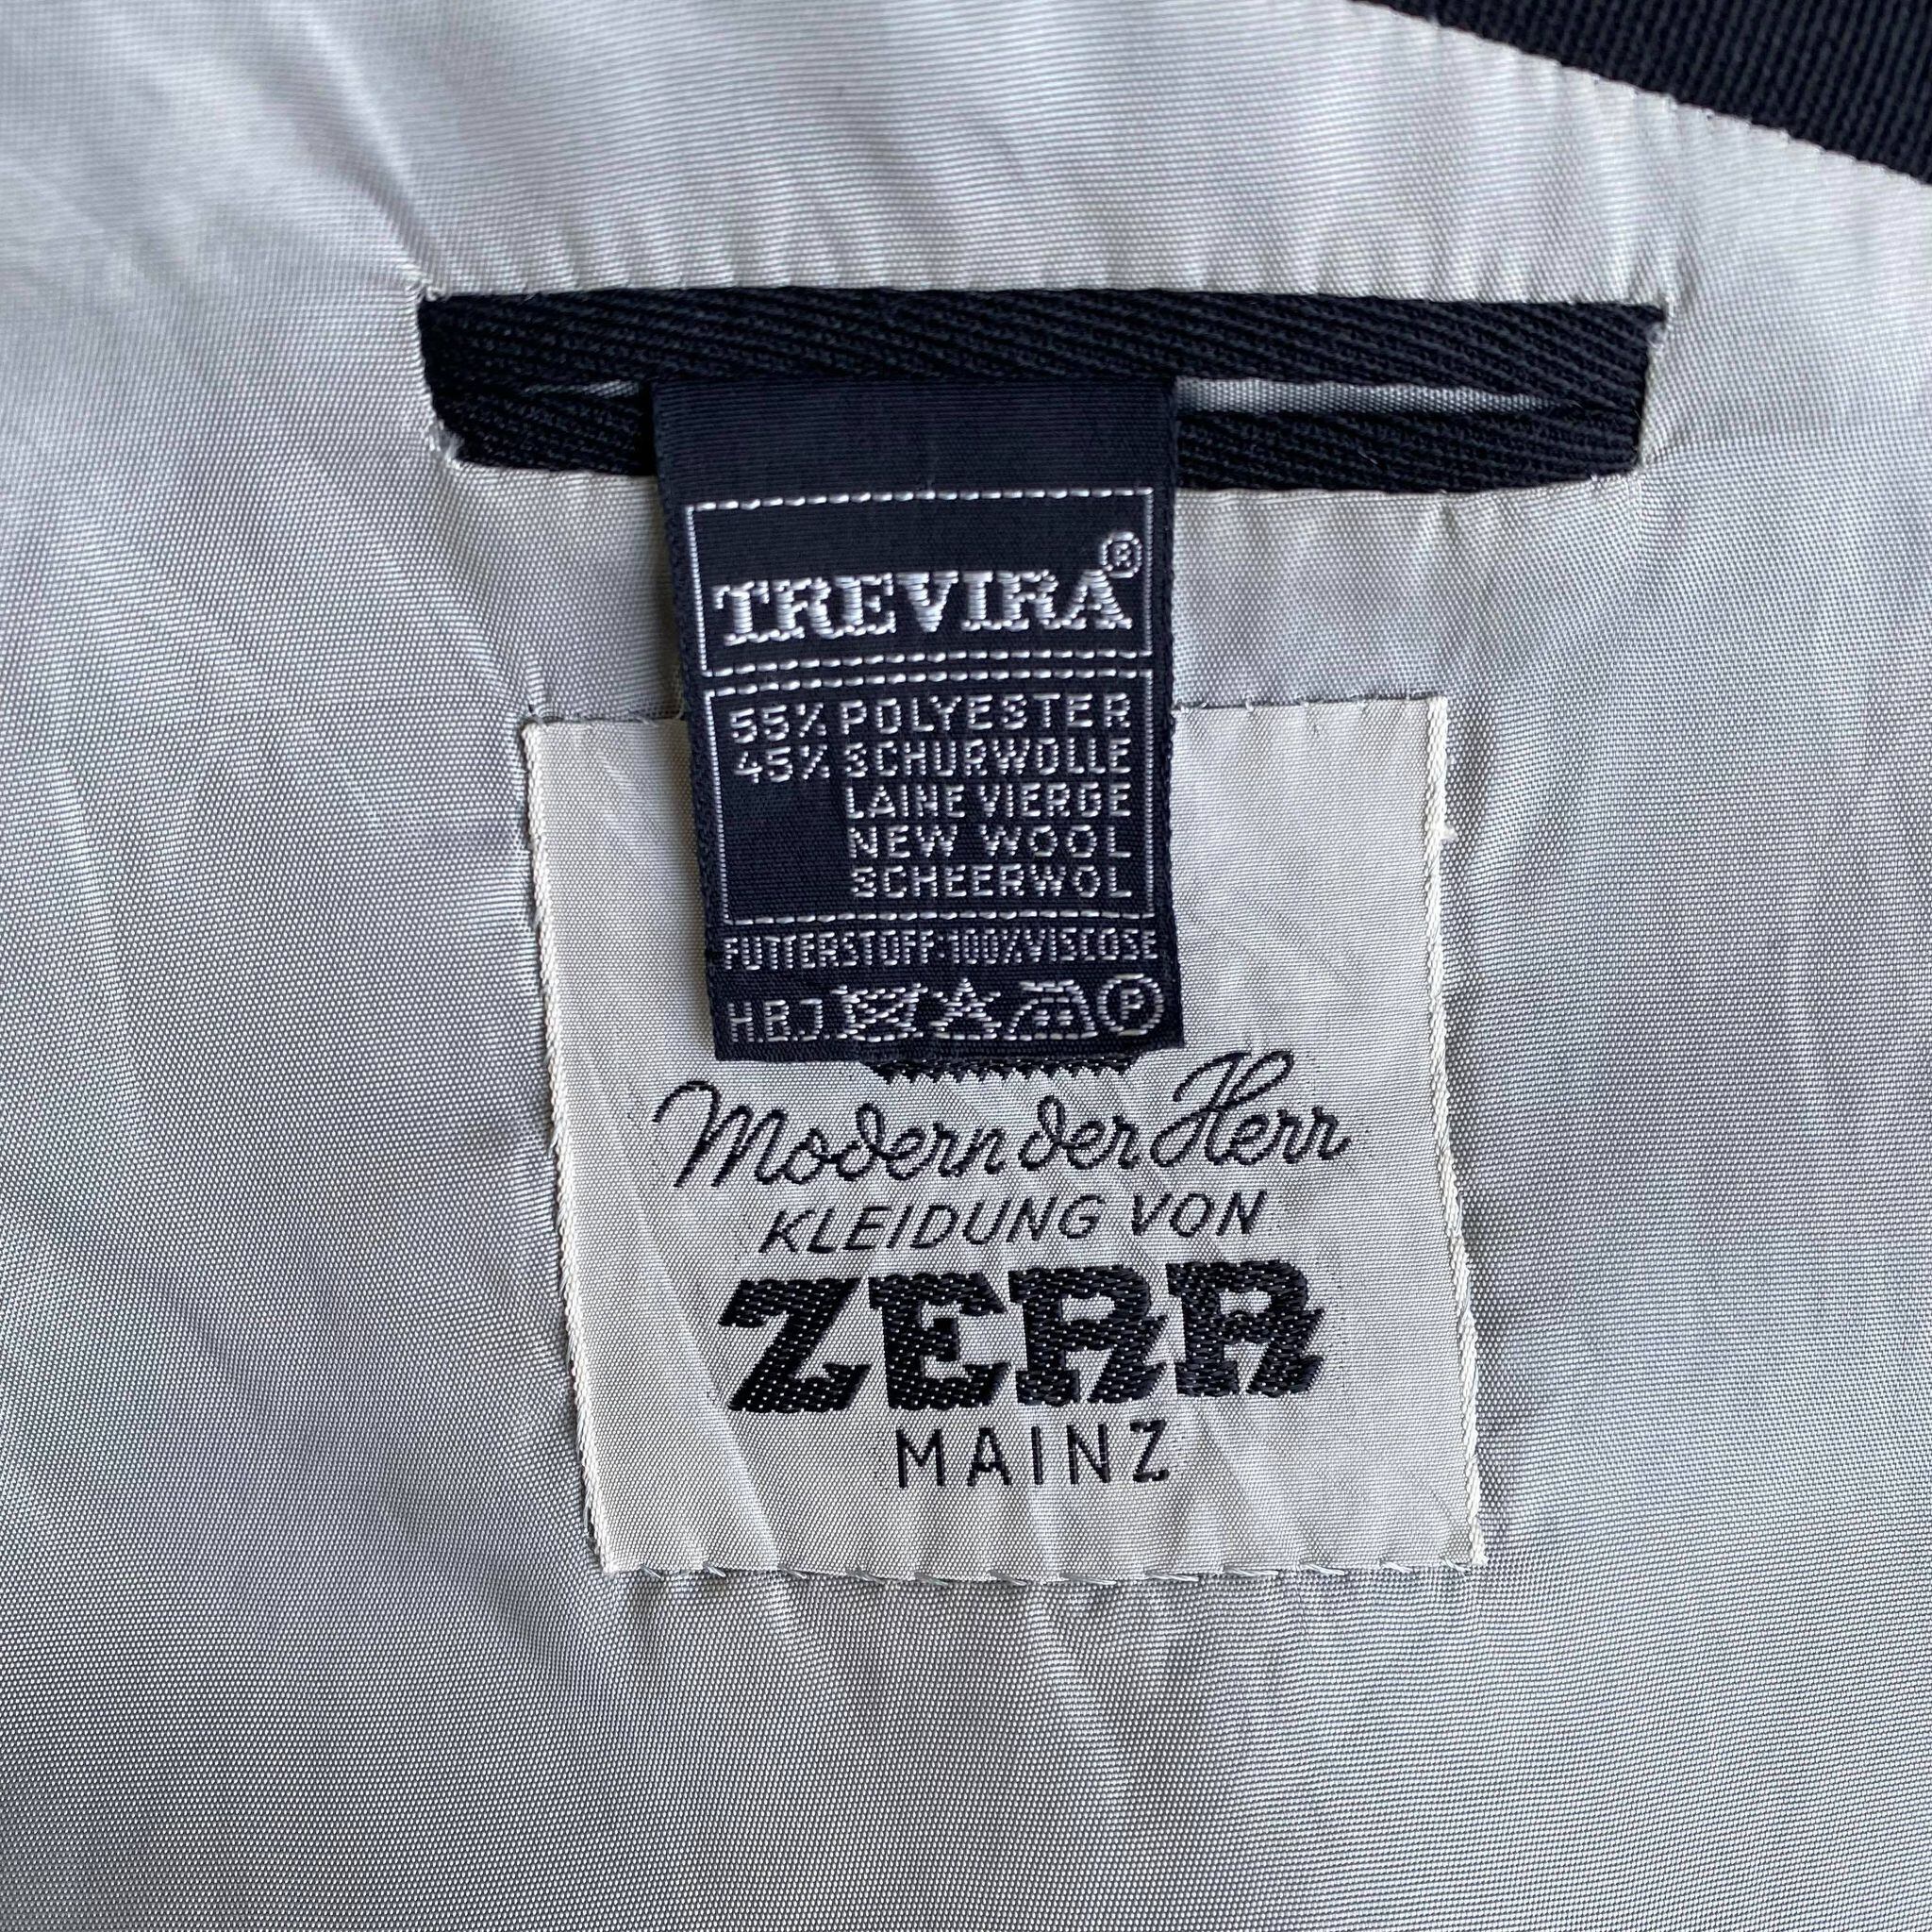 TREVIRA®
55% POLYESTER
45% SCHURWOLLE
LAINE VIERGE
NEW WOOL
SCHEERWOL
FUTTERSTOFF:100%VISCOSE
H.B.J P
Modern der Herr
KLEIDUNG VON
ZERR
MAINZ